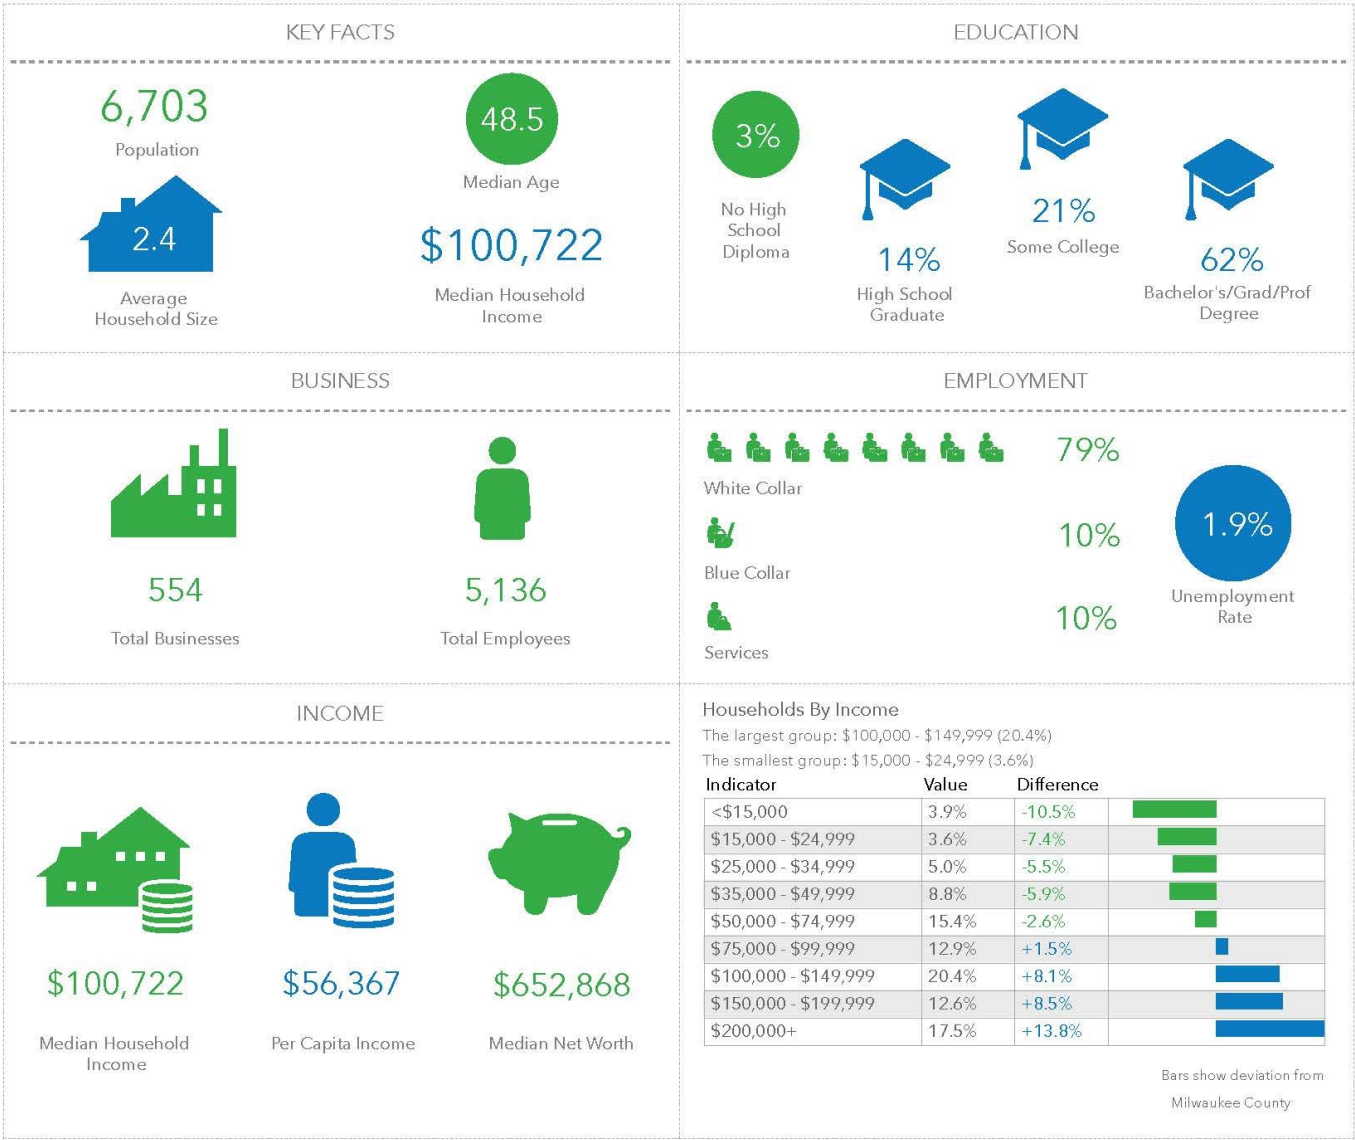 KEY FACTS
6,703
Population
48.5
Median Age
2.4
Average
Household Size
$100,722
Median Household
Income
EDUCATION
3%
No High
School
Diploma
14%
High School
Graduate
21%
Some College
62%
Bachelor's/Grad/Prof
Degree
BUSINESS
554
Total Businesses
5,136
Total Employees
EMPLOYMENT
79%
White Collar
10%
Blue Collar
10%
Services
1.9%
Unemployment
Rate
INCOME
$100,722
Median Household
Income
$56,367
Per Capita Income
$652,868
Median Net Worth
Households By Income
The largest group: $100,000 - $149,999 (20.4%)
The smallest group: $15,000 - $24,999 (3.6%)
Indicator Value Difference
<$15,000 3.9% -10.5%
$15,000 - $24,999 3.6% -7.4%
$25,000 - $34,999 5.0% -5.5%
$35,000 - $49,999 8.8% -5.9%
$50,000 - $74,999 15.4% -2.6%
$75,000 - $99,999 12.9% +1.5%
$100,000 - $149,999 20.4% +8.1%
$150,000 - $199,999 12.6% +8.5%
$200,000+ 17.5% +13.8%
Bars show deviation from
Milwaukee County